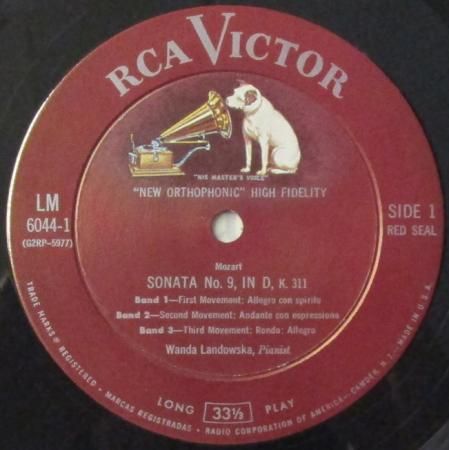 RCA VICTOR
"HIS MASTER'S VOICE"
"NEW ORTHOPHONIC" HIGH FIDELITY
LM
6044-1
(G2RP-5977)
SIDE 1
RED SEAL
Mozart
SONATA No. 9, IN D, K. 311
Band 1—First Movement: Allegro con spirito
Band 2—Second Movement: Andante con espressione
Band 3—Third Movement: Rondo: Allegro
Wanda Landowska, Pianist
LONG 33⅓ PLAY
TRADE MARKS ® REGISTERED • MARCAS REGISTRADAS • RADIO CORPORATION OF AMERICA—CAMDEN, N. J.—MADE IN U.S.A.